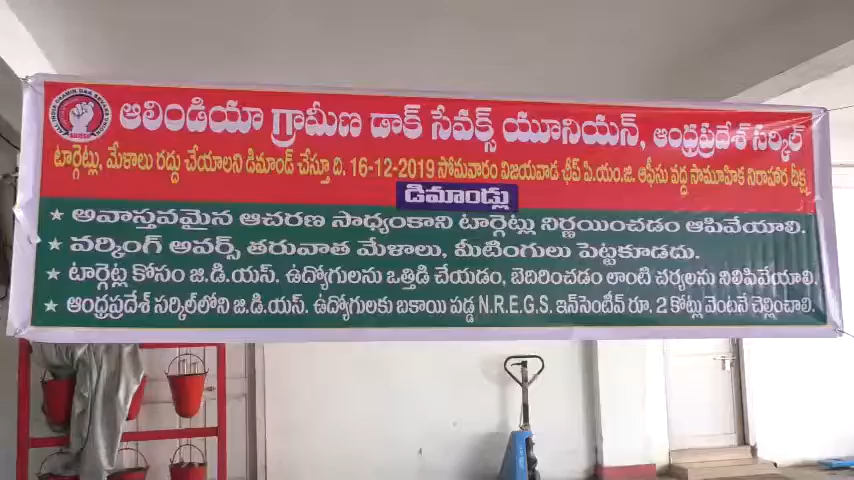 ఆలిండియా గ్రామీణ డాక్ సేవక్స్ యూనియన్, ఆంధ్రప్రదేశ్ సర్కిల్
టార్గెట్లు, మేళాలు రద్దు చేయాలని డిమాండ్ చేస్తూ ది. 16-12-2019 సోమవారం విజయవాడ ఛీఫ్ పి.యం.జి. ఆఫీసు వద్ద సామూహిక నిరాహార దీక్ష
డిమాండ్లు
★ అవాస్తవమైన ఆచరణ సాధ్యంకాని టార్గెట్లు నిర్ణయించడం ఆపివేయాలి.
★ వర్కింగ్ అవర్స్ తరువాత మేళాలు, మీటింగులు పెట్టకూడదు.
★ టార్గెట్ల కోసం జి.డి.యస్. ఉద్యోగులను ఒత్తిడి చేయడం, బెదిరించడం లాంటి చర్యలను నిలిపివేయాలి.
★ ఆంధ్రప్రదేశ్ సర్కిల్‌లోని జి.డి.యస్. ఉద్యోగులకు బకాయి పడ్డ N.R.E.G.S. ఇన్‌సెంటీవ్ రూ. 2 కోట్లు వెంటనే చెల్లించాలి.